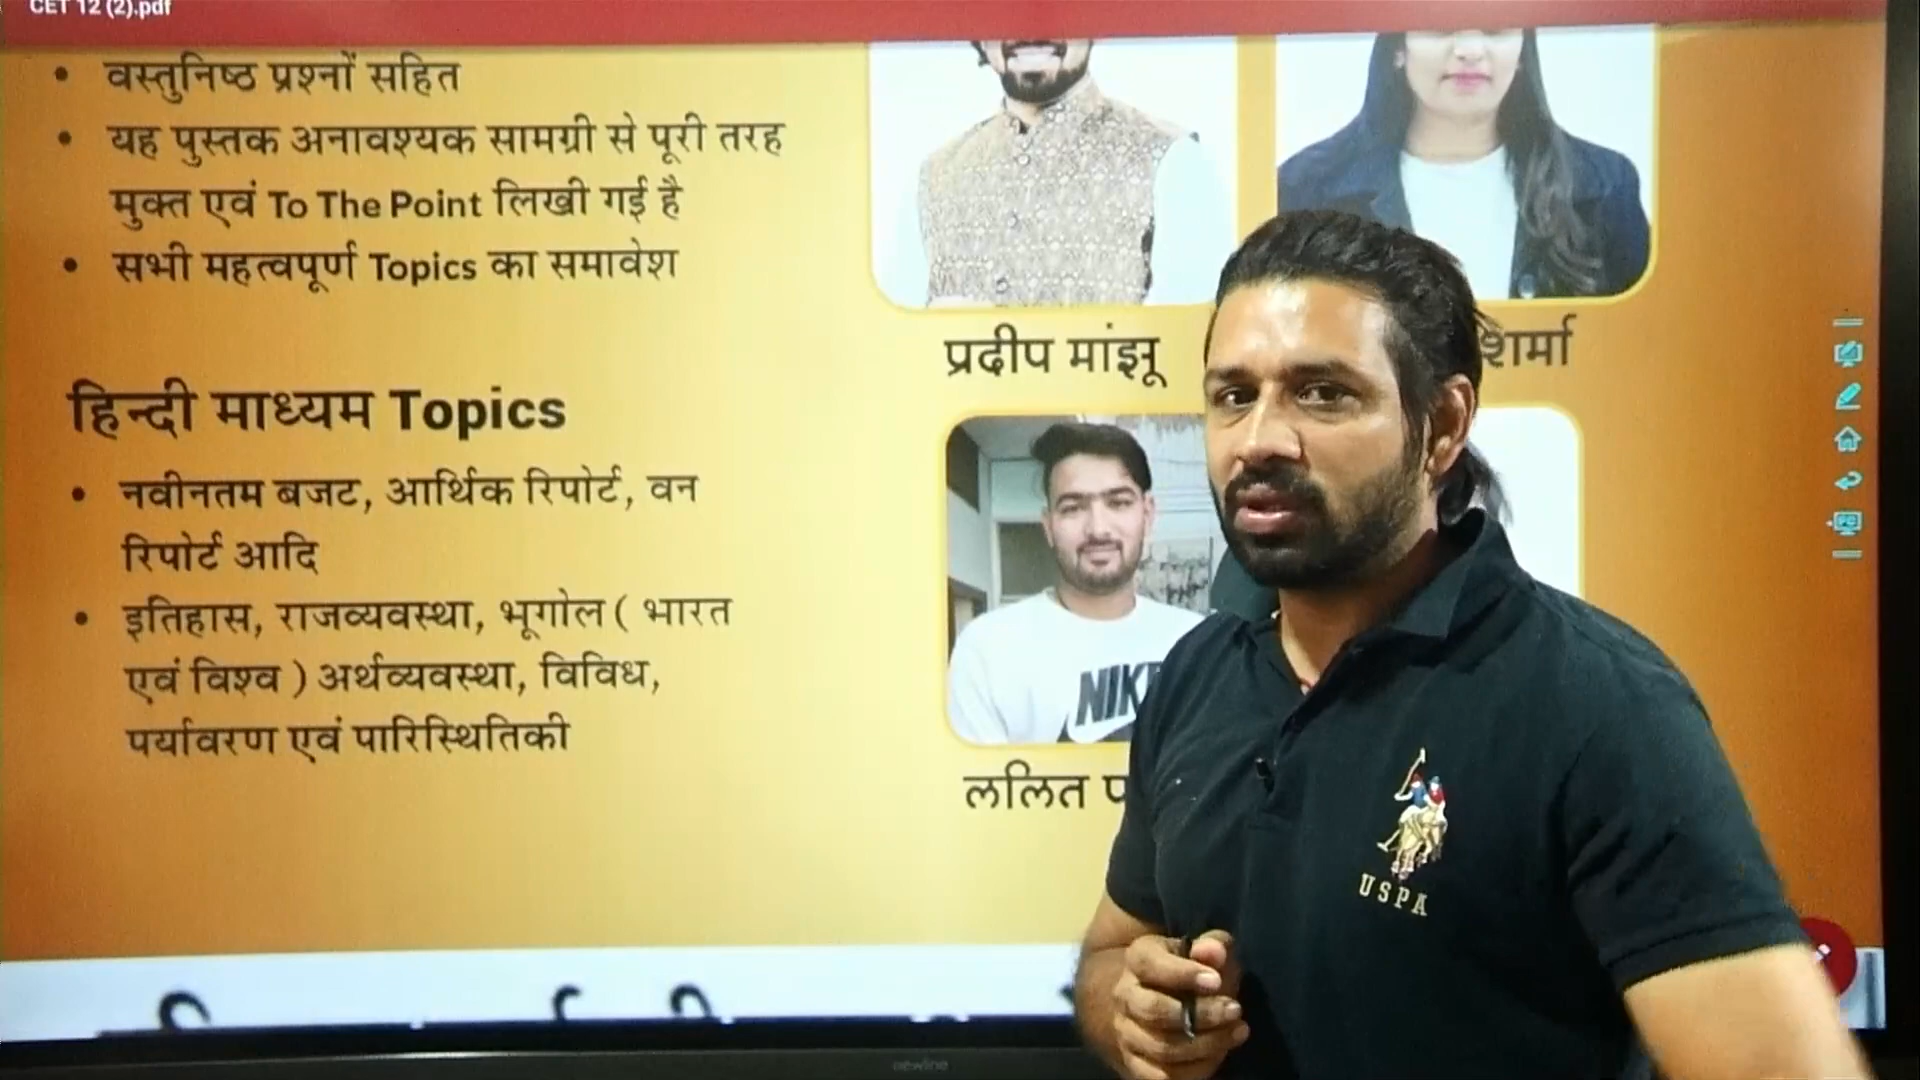 CET 12 (2).pdf
वस्तुनिष्ठ प्रश्नों सहित
यह पुस्तक अनावश्यक सामग्री से पूरी तरह
मुक्त एवं To The Point लिखी गई है
सभी महत्वपूर्ण Topics का समावेश
हिन्दी माध्यम Topics
नवीनतम बजट, आर्थिक रिपोर्ट, वन
रिपोर्ट आदि
इतिहास, राजव्यवस्था, भूगोल ( भारत
एवं विश्व ) अर्थव्यवस्था, विविध,
पर्यावरण एवं पारिस्थितिकी
प्रदीप मांझू
शर्मा
ललित
NIKE
USPA
PC
newline